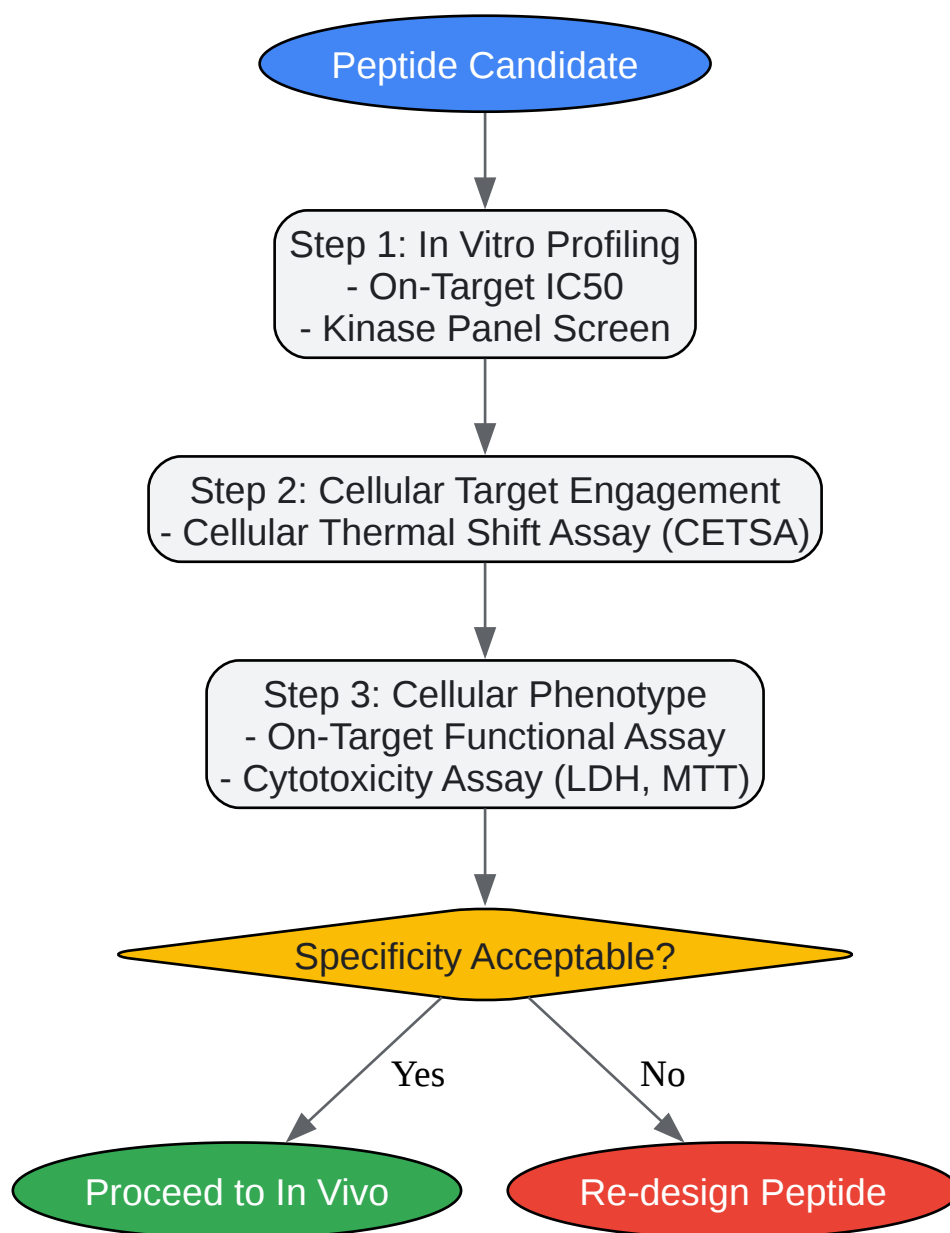 Peptide Candidate
Step 1: In Vitro Profiling
- On-Target IC50
- Kinase Panel Screen
Step 2: Cellular Target Engagement
- Cellular Thermal Shift Assay (CETSA)
Step 3: Cellular Phenotype
- On-Target Functional Assay
- Cytotoxicity Assay (LDH, MTT)
Specificity Acceptable?
Yes
No
Proceed to In Vivo
Re-design Peptide